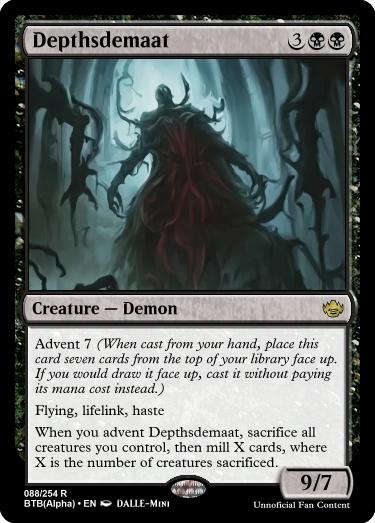 Depthsdemaat 3
Creature — Demon
Advent 7 (When cast from your hand, place this
card seven cards from the top of your library face up.
If you would draw it face up, cast it without paying
its mana cost instead.)
Flying, lifelink, haste
When you advent Depthsdemaat, sacrifice all
creatures you control, then mill X cards, where
X is the number of creatures sacrificed.
9/7
088/254 R
BTB(Alpha) • EN DALLE-Mini
Unnoficial Fan Content